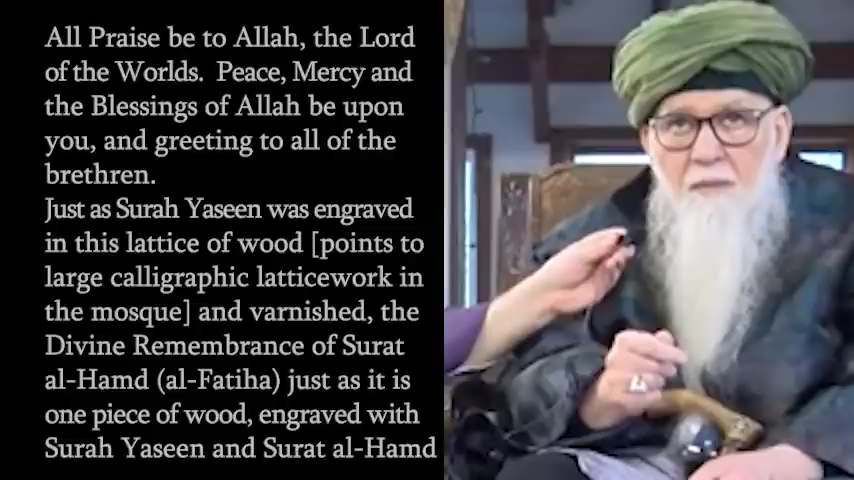 All Praise be to Allah, the Lord
of the Worlds.  Peace, Mercy and
the Blessings of Allah be upon
you, and greeting to all of the
brethren.
Just as Surah Yaseen was engraved
in this lattice of wood [points to
large calligraphic latticework in
the mosque] and varnished, the
Divine Remembrance of Surat
al-Hamd (al-Fatiha) just as it is
one piece of wood, engraved with
Surah Yaseen and Surat al-Hamd